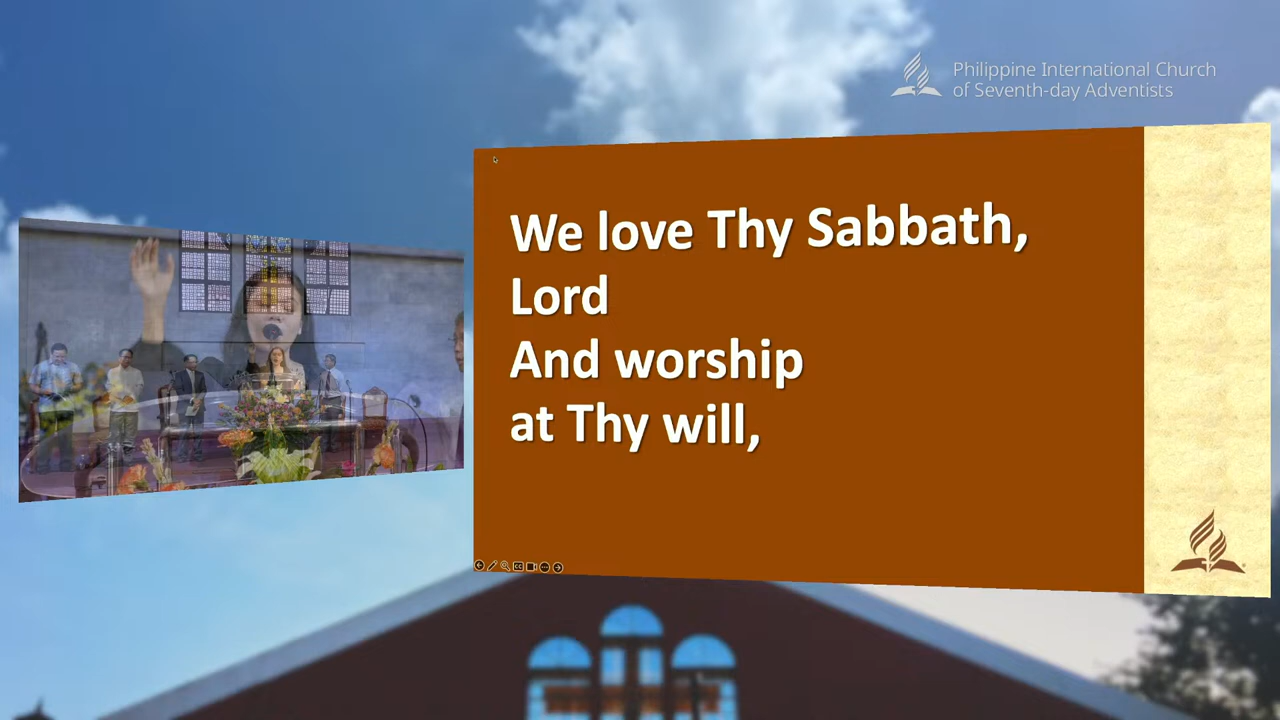 Philippine International Church
of Seventh-day Adventists
We love Thy Sabbath,
Lord
And worship
at Thy will,